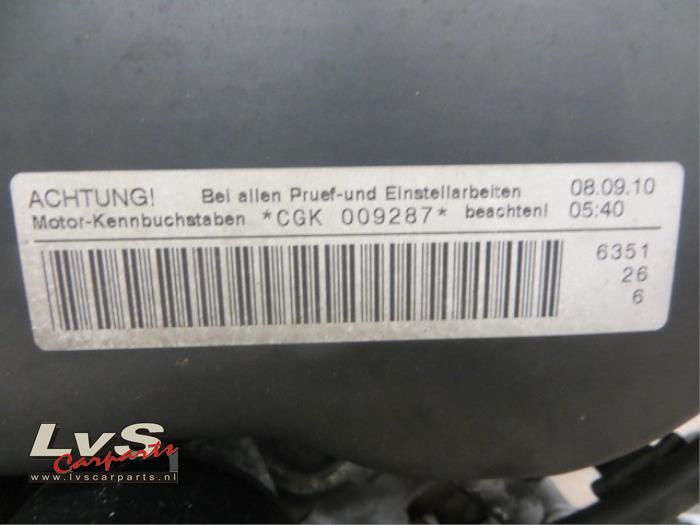 ACHTUNG! Bei allen Pruef-und Einstellarbeiten 08.09.10
Motor-Kennbuchstaben *CGK 009287* beachten! 05:40
6351
26
6
LvS
Carparts
www.lvscarparts.nl